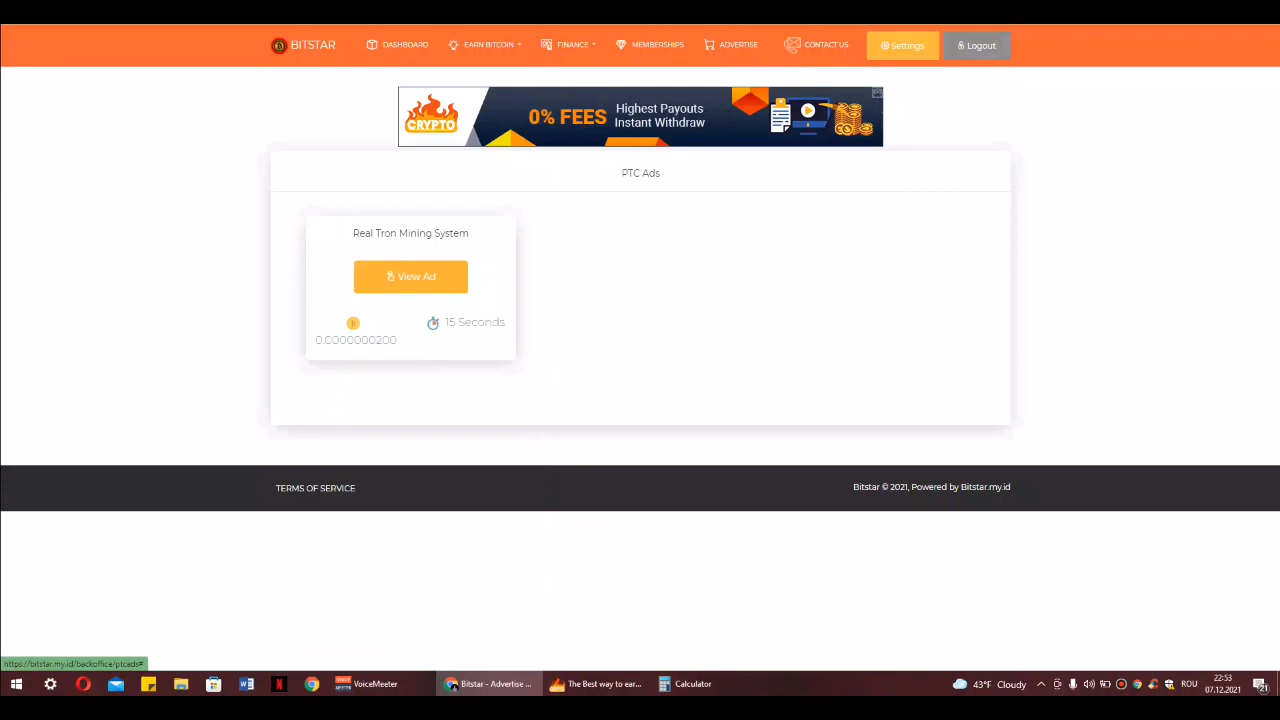 BITSTAR DASHBOARD EARN BITCOIN FINANCE MEMBERSHIPS ADVERTISE CONTACT US Settings Logout
CRYPTO
0% FEES
Highest Payouts
Instant Withdraw
PTC Ads
Real Tron Mining System
View Ad
0.0000000200
15 Seconds
TERMS OF SERVICE
Bitstar © 2021, Powered by Bitstar.my.id
https://bitstar.my.id/backoffice/ptcads#
VoiceMeeter
Bitstar - Advertise ...
The Best way to ear...
Calculator
43°F Cloudy
ROU
22:53
07.12.2021
21